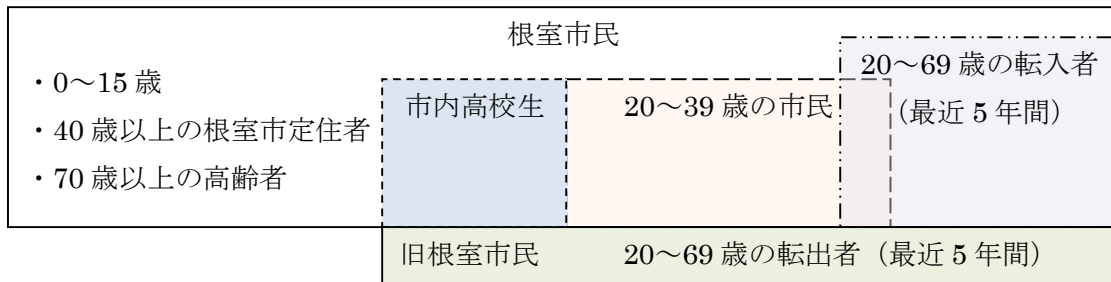 根室市民
・0～15 歳
・40 歳以上の根室市定住者
・70 歳以上の高齢者
市内高校生
20～39 歳の市民
20～69 歳の転入者
（最近 5 年間）
旧根室市民 20～69 歳の転出者（最近 5 年間）